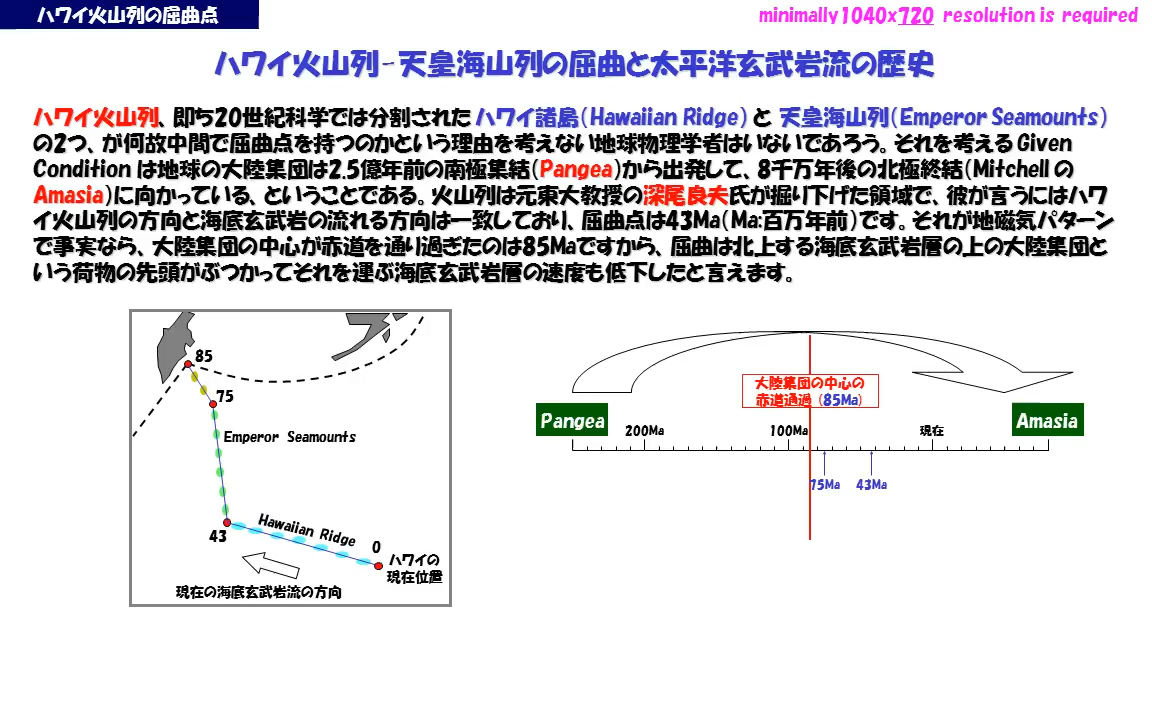 ハワイ火山列の屈曲点
minimally1040x720 resolution is required
ハワイ火山列-天皇海山列の屈曲と太平洋玄武岩流の歴史
ハワイ火山列、即ち20世紀科学では分割されたハワイ諸島(Hawaiian Ridge)と 天皇海山列(Emperor Seamounts)
の2つ、が何故中間で屈曲点を持つのかという理由を考えない地球物理学者はいないであろう。それを考えるGiven
Condition は地球の大陸集団は2.5億年前の南極集結(Pangea)から出発して、8千万年後の北極終結(Mitchellの
Amasia)に向かっている、ということである。火山列は元東大教授の深尾良夫氏が掘り下げた領域で、彼が言うにはハワ
イ火山列の方向と海底玄武岩の流れる方向は一致しており、屈曲点は43Ma(Ma:百万年前)です。それが地磁気パターン
で事実なら、大陸集団の中心が赤道を通り過ぎたのは85Maですから、屈曲は北上する海底玄武岩層の上の大陸集団と
いう荷物の先頭がぶつかってそれを運ぶ海底玄武岩層の速度も低下したと言えます。
85
75
Emperor Seamounts
43
Hawaiian Ridge
0
ハワイの
現在位置
現在の海底玄武岩流の方向
大陸集団の中心の
赤道通過 (85Ma)
Pangea
200Ma
100Ma
現在
Amasia
75Ma
43Ma